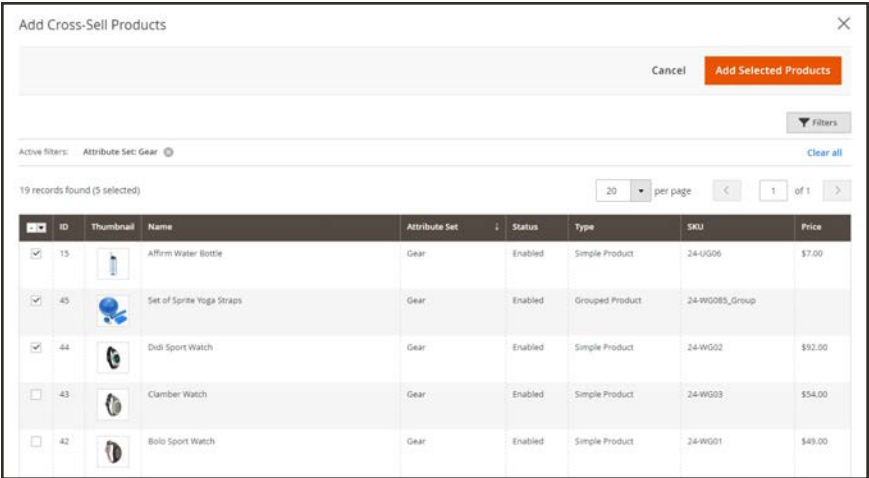 Add Cross-Sell Products
Cancel Add Selected Products
Filters
Active filters: Attribute Set: Gear Clear all
19 records found (5 selected) 20 per page 1 of 1
ID Thumbnail Name Attribute Set Status Type SKU Price
15 Affirm Water Bottle Gear Enabled Simple Product 24-UG06 $7.00
45 Set of Sprite Yoga Straps Gear Enabled Grouped Product 24-WG085_Group
44 Didi Sport Watch Gear Enabled Simple Product 24-WG02 $92.00
43 Clamber Watch Gear Enabled Simple Product 24-WG03 $54.00
42 Bolo Sport Watch Gear Enabled Simple Product 24-WG01 $49.00